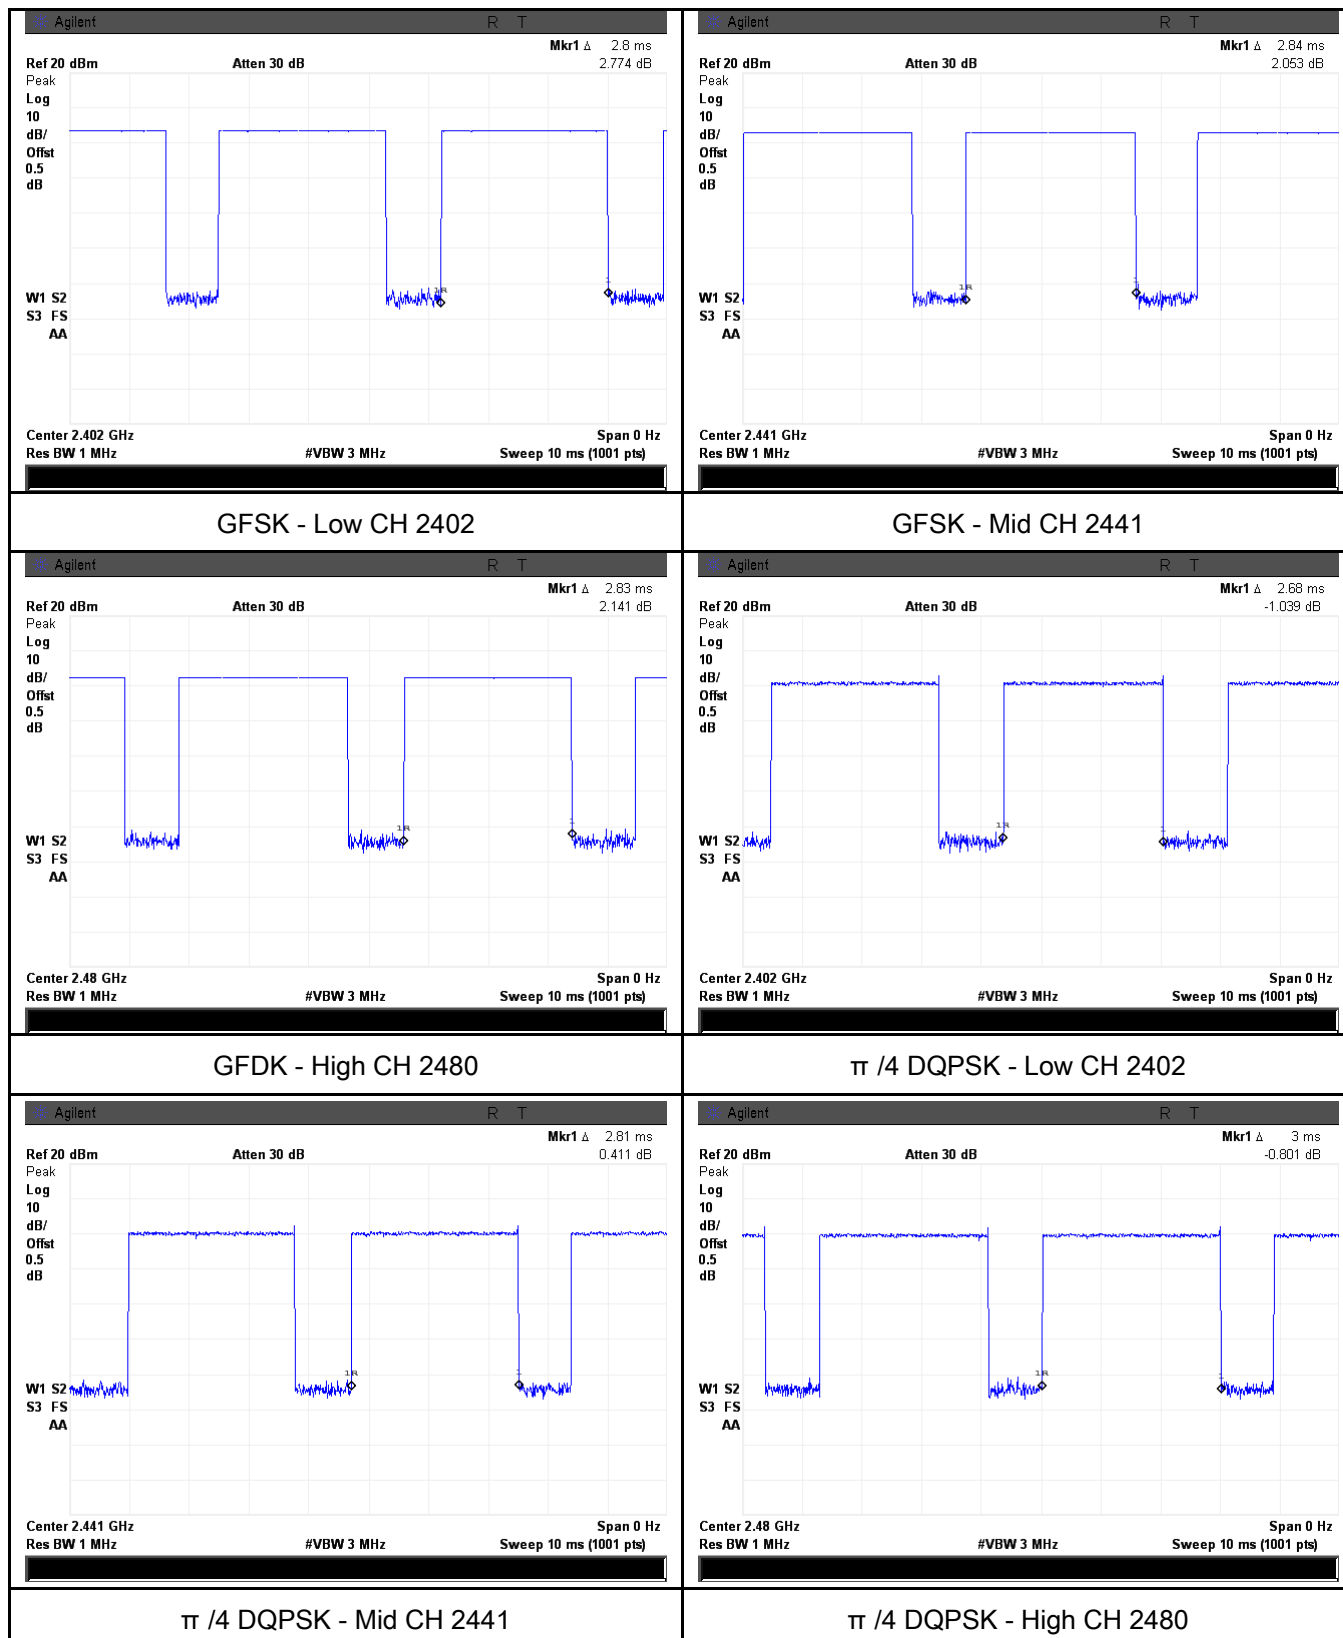 Agilent R T
Mkr1 Δ 2.8 ms
Ref 20 dBm Atten 30 dB 2.774 dB
Peak
Log
10
dB/
Offst
0.5
dB
1R
1
W1 S2
S3 FS
AA
Center 2.402 GHz Span 0 Hz
Res BW 1 MHz #VBW 3 MHz Sweep 10 ms (1001 pts)
GFSK - Low CH 2402
Agilent R T
Mkr1 Δ 2.84 ms
Ref 20 dBm Atten 30 dB 2.053 dB
Peak
Log
10
dB/
Offst
0.5
dB
1R
1
W1 S2
S3 FS
AA
Center 2.441 GHz Span 0 Hz
Res BW 1 MHz #VBW 3 MHz Sweep 10 ms (1001 pts)
GFSK - Mid CH 2441
Agilent R T
Mkr1 Δ 2.83 ms
Ref 20 dBm Atten 30 dB 2.141 dB
Peak
Log
10
dB/
Offst
0.5
dB
1R
1
W1 S2
S3 FS
AA
Center 2.48 GHz Span 0 Hz
Res BW 1 MHz #VBW 3 MHz Sweep 10 ms (1001 pts)
GFDK - High CH 2480
Agilent R T
Mkr1 Δ 2.68 ms
Ref 20 dBm Atten 30 dB -1.039 dB
Peak
Log
10
dB/
Offst
0.5
dB
1R
1
W1 S2
S3 FS
AA
Center 2.402 GHz Span 0 Hz
Res BW 1 MHz #VBW 3 MHz Sweep 10 ms (1001 pts)
π /4 DQPSK - Low CH 2402
Agilent R T
Mkr1 Δ 2.81 ms
Ref 20 dBm Atten 30 dB 0.411 dB
Peak
Log
10
dB/
Offst
0.5
dB
1R
1
W1 S2
S3 FS
AA
Center 2.441 GHz Span 0 Hz
Res BW 1 MHz #VBW 3 MHz Sweep 10 ms (1001 pts)
π /4 DQPSK - Mid CH 2441
Agilent R T
Mkr1 Δ 3 ms
Ref 20 dBm Atten 30 dB -0.801 dB
Peak
Log
10
dB/
Offst
0.5
dB
1R
1
W1 S2
S3 FS
AA
Center 2.48 GHz Span 0 Hz
Res BW 1 MHz #VBW 3 MHz Sweep 10 ms (1001 pts)
π /4 DQPSK - High CH 2480